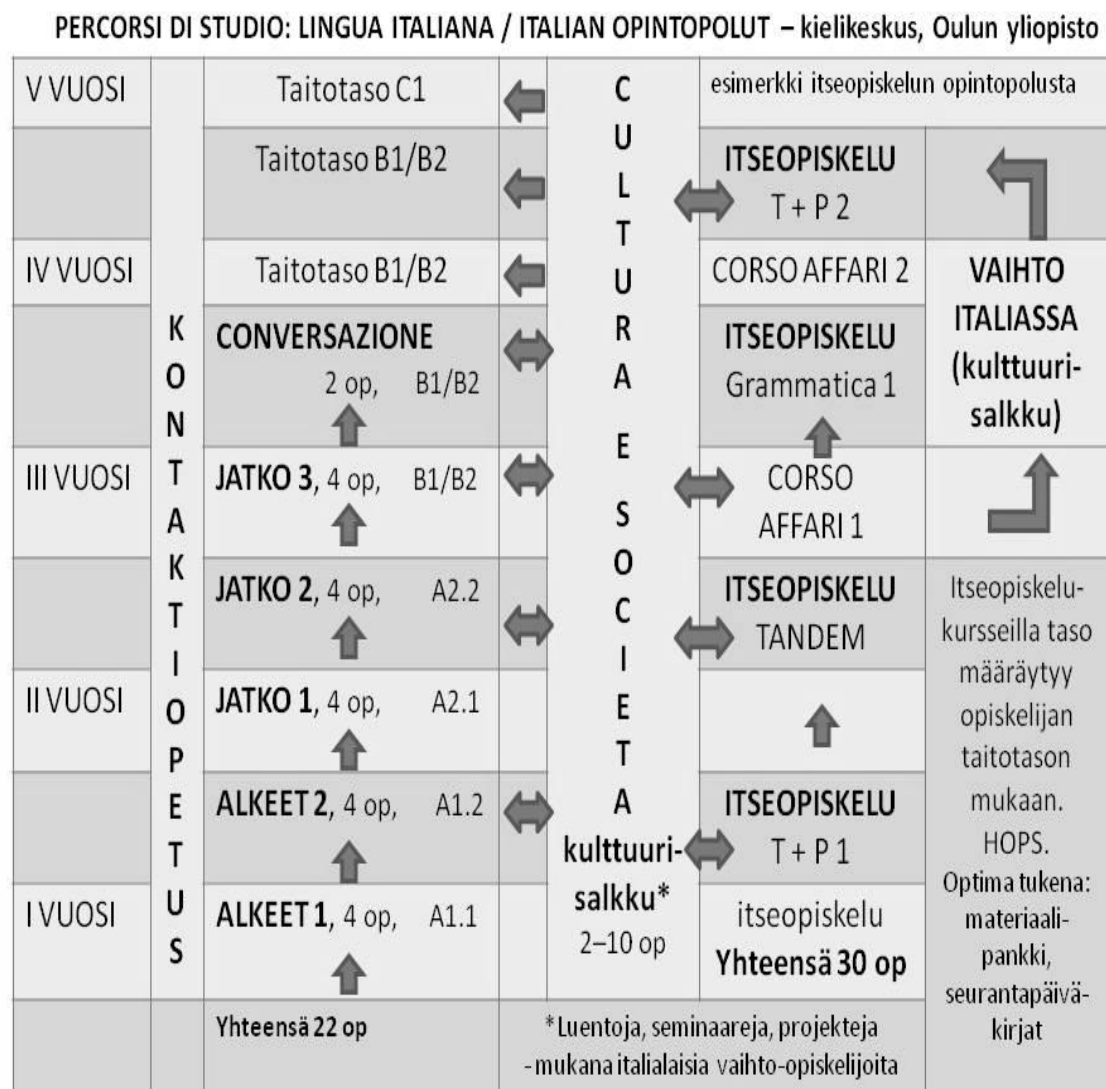 PERCORSI DI STUDIO: LINGUA ITALIANA / ITALIAN OPINTOPOLUT – kielikeskus, Oulun yliopisto
V VUOSI
Taitotaso C1
esimerkki itseopiskelun opintopolusta
Taitotaso B1/B2
ITSEOPISKELU
T + P 2
IV VUOSI
Taitotaso B1/B2
CORSO AFFARI 2
VAIHTO
ITALIASSA
(kulttuuri-
salkku)
KONTAKTIOPETUS
CONVERSAZIONE
2 op, B1/B2
ITSEOPISKELU
Grammatica 1
III VUOSI
JATKO 3, 4 op, B1/B2
CORSO
AFFARI 1
JATKO 2, 4 op, A2.2
ITSEOPISKELU
TANDEM
II VUOSI
JATKO 1, 4 op, A2.1
ALKEET 2, 4 op, A1.2
ITSEOPISKELU
T + P 1
I VUOSI
ALKEET 1, 4 op, A1.1
itseopiskelu
Yhteensä 30 op
CULTURA E SOCIETA
kulttuuri-
salkku*
2–10 op
Itseopiskelu-
kursseilla taso
määräytyy
opiskelijan
taitotason
mukaan.
HOPS.
Optima tukena:
materiaali-
pankki,
seurantapäivä-
kirjat
Yhteensä 22 op
*Luentoja, seminaareja, projekteja
- mukana italialaisia vaihto-opiskelijoita